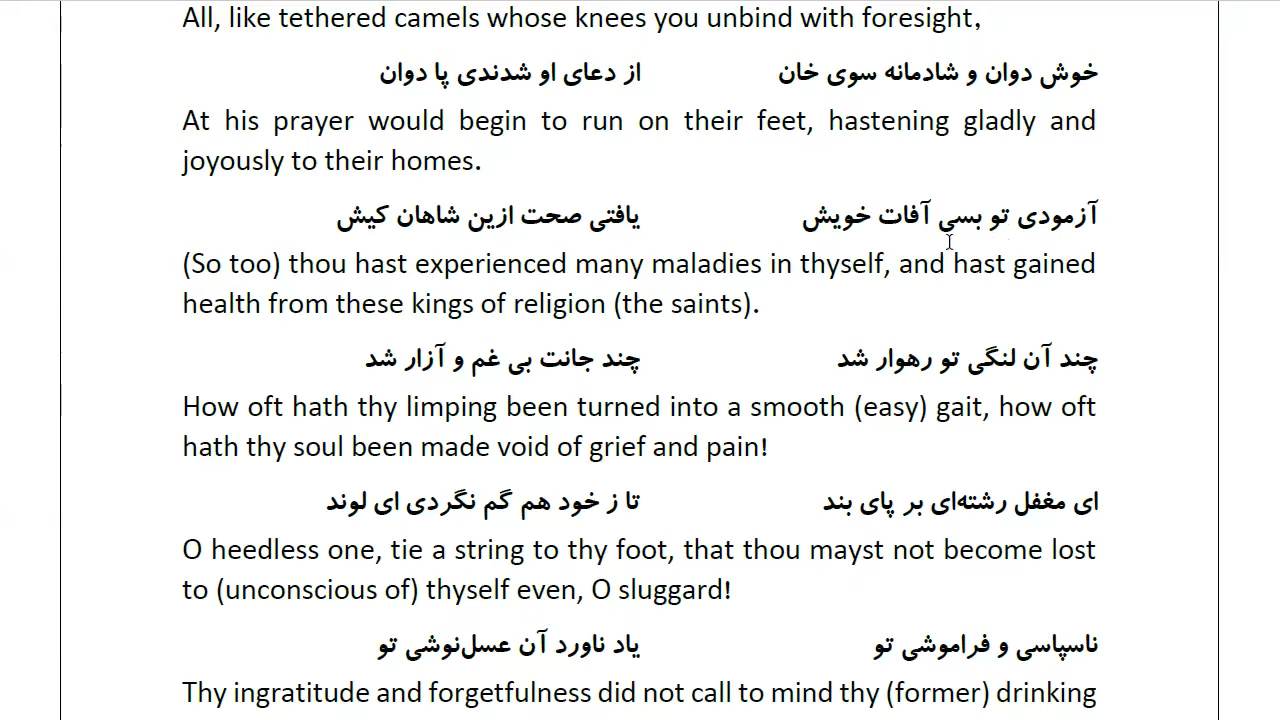 All, like tethered camels whose knees you unbind with foresight,
خوش دوان و شادمانه سوی خان از دعای او شدندی پا دوان
At his prayer would begin to run on their feet, hastening gladly and
joyously to their homes.
آزمودی تو بسی آفات خویش یافتی صحت ازین شاهان کیش
(So too) thou hast experienced many maladies in thyself, and hast gained
health from these kings of religion (the saints).
چند آن لنگی تو رهوار شد چند جانت بی غم و آزار شد
How oft hath thy limping been turned into a smooth (easy) gait, how oft
hath thy soul been made void of grief and pain!
ای مغفل رشته‌ای بر پای بند تا ز خود هم گم نگردی ای لوند
O heedless one, tie a string to thy foot, that thou mayst not become lost
to (unconscious of) thyself even, O sluggard!
ناسپاسی و فراموشی تو یاد ناورد آن عسل‌نوشی تو
Thy ingratitude and forgetfulness did not call to mind thy (former) drinking